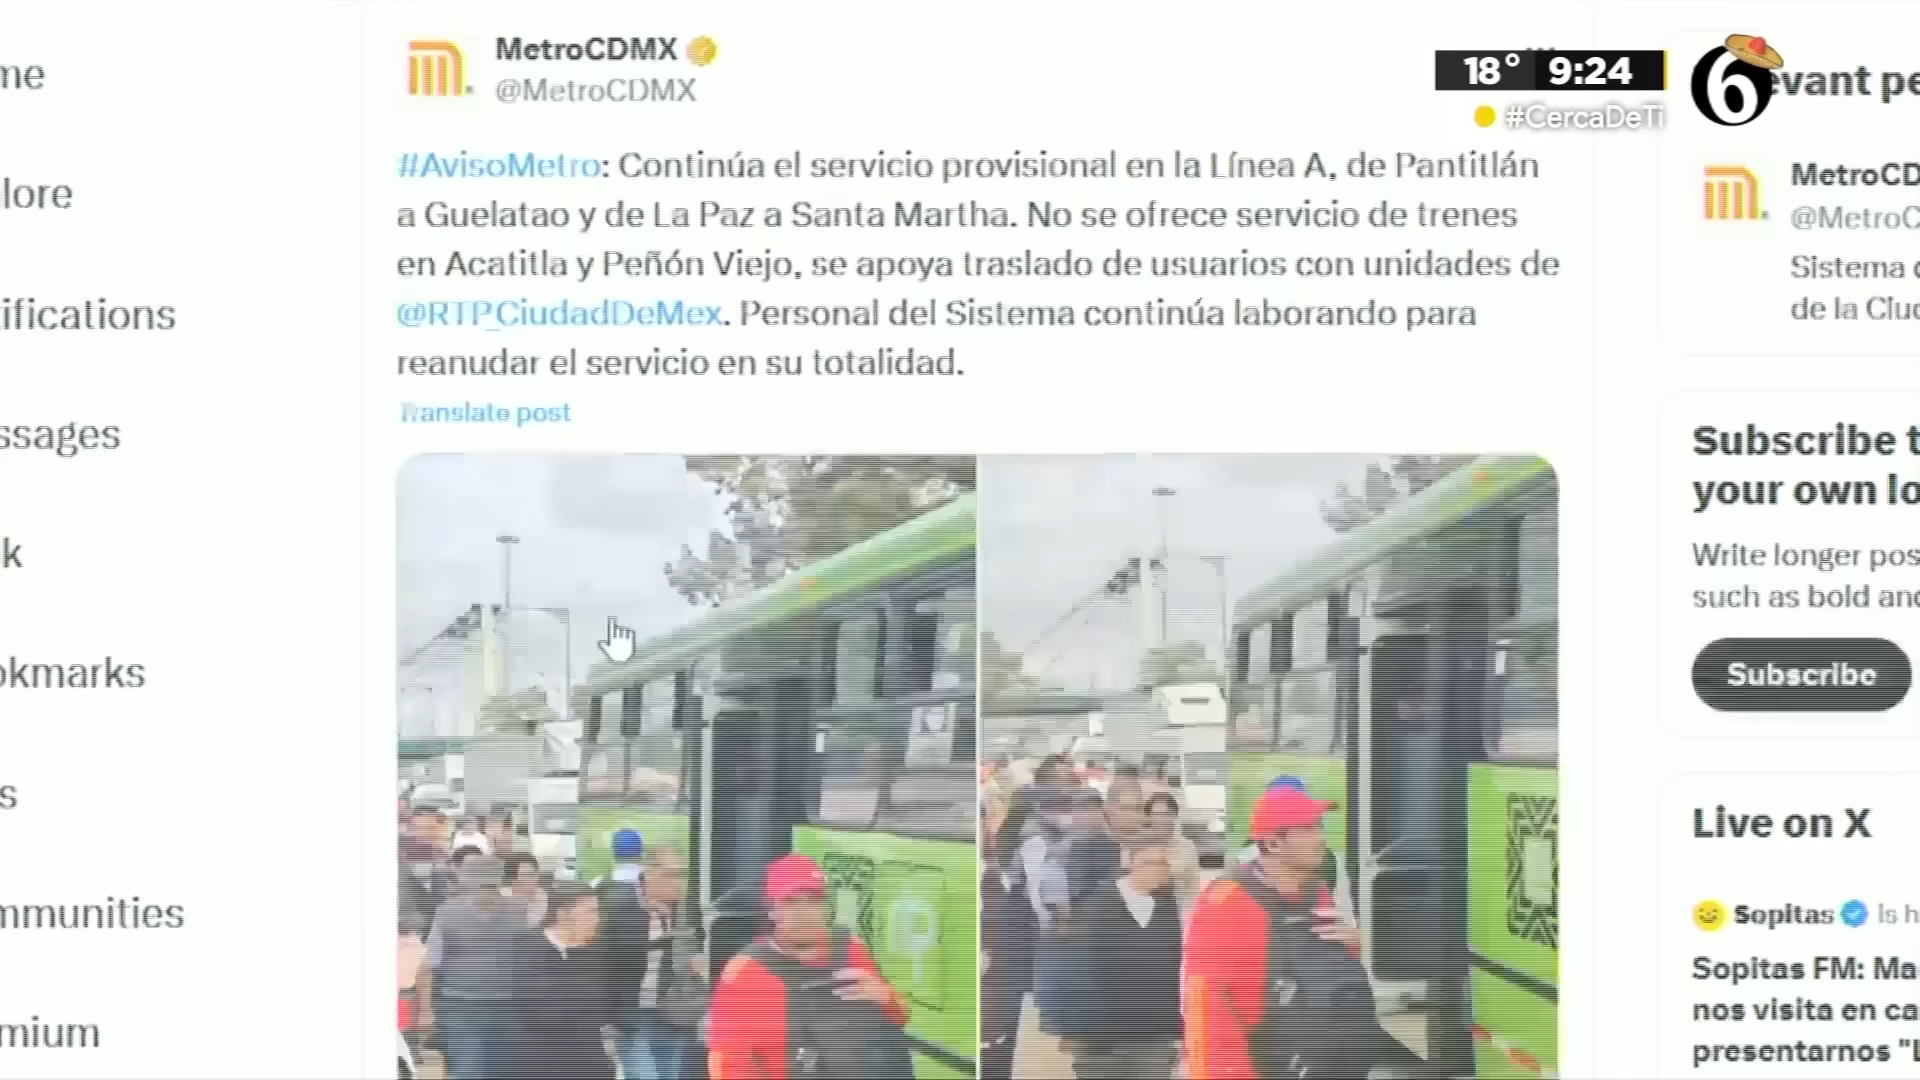 me
lore
ifications
ssages
k
okmarks
s
mmunities
mium
MetroCDMX
@MetroCDMX
#AvisoMetro: Continúa el servicio provisional en la Línea A, de Pantitlán
a Guelatao y de La Paz a Santa Martha. No se ofrece servicio de trenes
en Acatitla y Peñón Viejo, se apoya traslado de usuarios con unidades de
@RTP_CiudadDeMex. Personal del Sistema continúa laborando para
reanudar el servicio en su totalidad.
Translate post
18° 9:24
#CercaDeTi
6
evant pe
MetroCD
@MetroC
Sistema
de la Ciu
Subscribe t
your own lo
Write longer pos
such as bold and
Subscribe
Live on X
Sopitas Is h
Sopitas FM: Ma
nos visita en ca
presentarnos "L